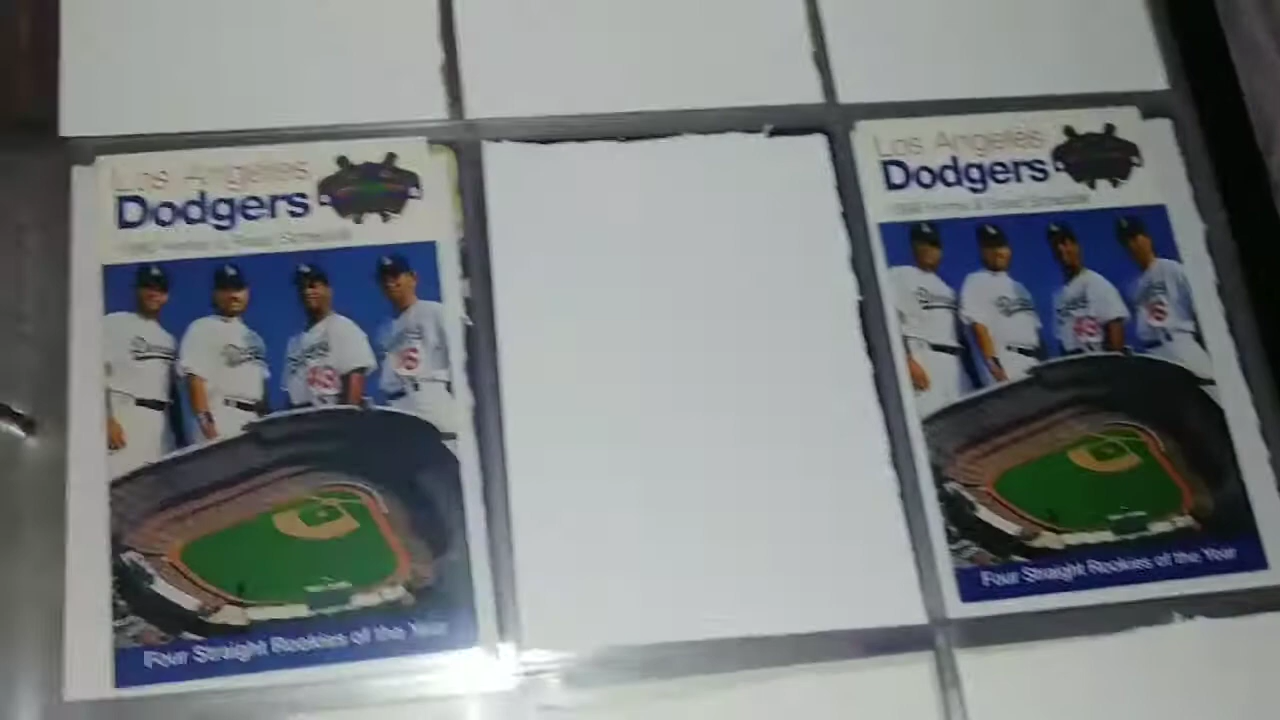 Los Angeles
Dodgers
Four Straight Rookies of the Year
Los Angeles
Dodgers
Four Straight Rookies of the Year